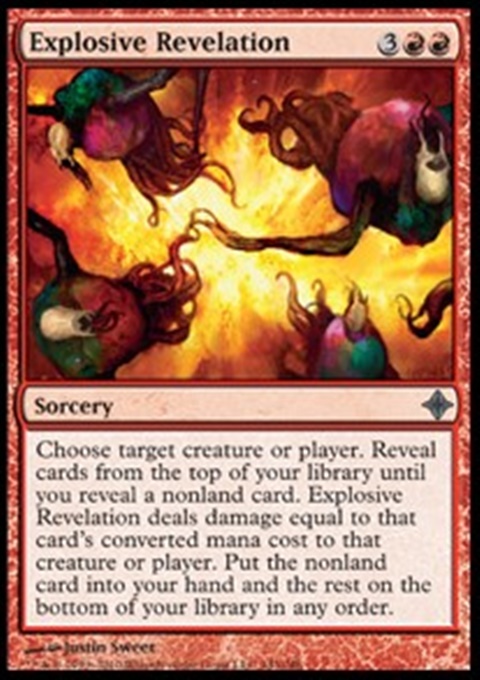 Explosive Revelation 3
Sorcery
Choose target creature or player. Reveal
cards from the top of your library until
you reveal a nonland card. Explosive
Revelation deals damage equal to that
card's converted mana cost to that
creature or player. Put the nonland
card into your hand and the rest on the
bottom of your library in any order.
Justin Sweet